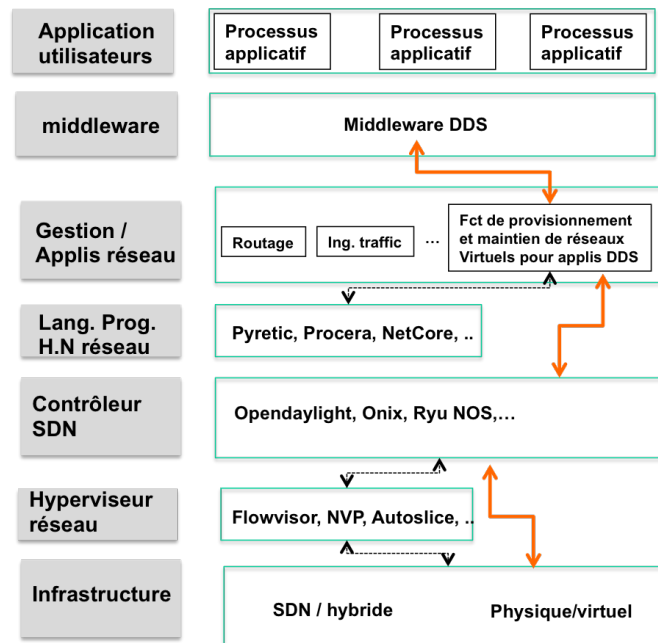 Application
utilisateurs
Processus
applicatif
Processus
applicatif
Processus
applicatif
middleware
Middleware DDS
Gestion /
Applis réseau
Routage
Ing. traffic
...
Fct de provisionnement
et maintien de réseaux
Virtuels pour applis DDS
Lang. Prog.
H.N réseau
Pyretic, Procera, NetCore, ..
Contrôleur
SDN
Opendaylight, Onix, Ryu NOS,...
Hyperviseur
réseau
Flowvisor, NVP, Autoslice, ..
Infrastructure
SDN / hybride
Physique/virtuel